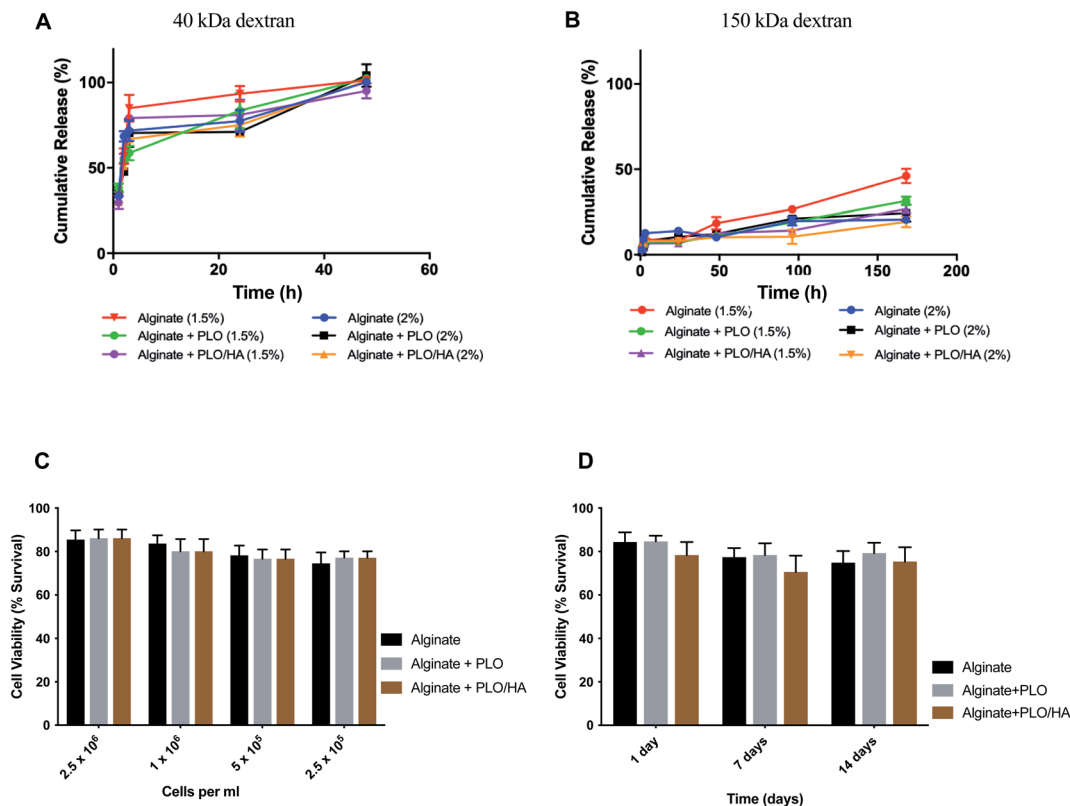 A
40 kDa dextran
Cumulative Release (%)
100
50
0
0
20
40
60
Time (h)
Alginate (1.5%)
Alginate + PLO (1.5%)
Alginate + PLO/HA (1.5%)
Alginate (2%)
Alginate + PLO (2%)
Alginate + PLO/HA (2%)
B
150 kDa dextran
Cumulative Release (%)
100
50
0
0
50
100
150
200
Time (h)
Alginate (1.5%)
Alginate + PLO (1.5%)
Alginate + PLO/HA (1.5%
Alginate (2%)
Alginate + PLO (2%)
Alginate + PLO/HA 2%)
C
Cell Viability (% Survival)
100
80
60
40
20
0
2.5 x 10⁶
1 x 10⁶
5 x 10⁵
2.5 x 10⁵
Cells per ml
Alginate
Alginate + PLO
Alginate + PLO/HA
D
Cell Viability (% Survival)
100
80
60
40
20
0
1 day
7 days
14 days
Time (days)
Alginate
Alginate+PLO
Alginate+PLO/HA